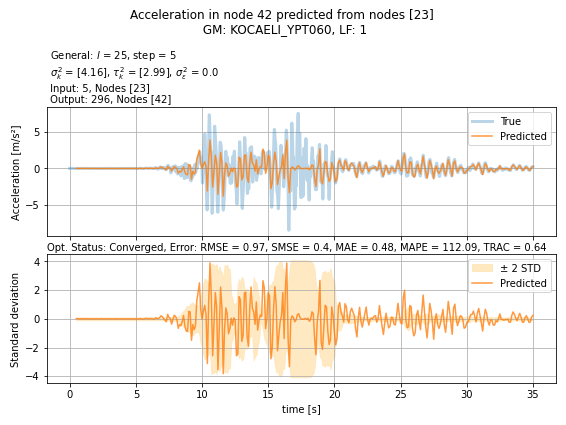 Acceleration in node 42 predicted from nodes [23]
GM: KOCAELI_YPT060, LF: 1
General: l = 25, step = 5
σ²ₖ = [4.16], τ²ₖ = [2.99], σ²ε = 0.0
Input: 5, Nodes [23]
Output: 296, Nodes [42]
Acceleration [m/s²]
5
0
−5
True
Predicted
Opt. Status: Converged, Error: RMSE = 0.97, SMSE = 0.4, MAE = 0.48, MAPE = 112.09, TRAC = 0.64
Standard deviation
4
2
0
−2
−4
± 2 STD
Predicted
0 5 10 15 20 25 30 35
time [s]